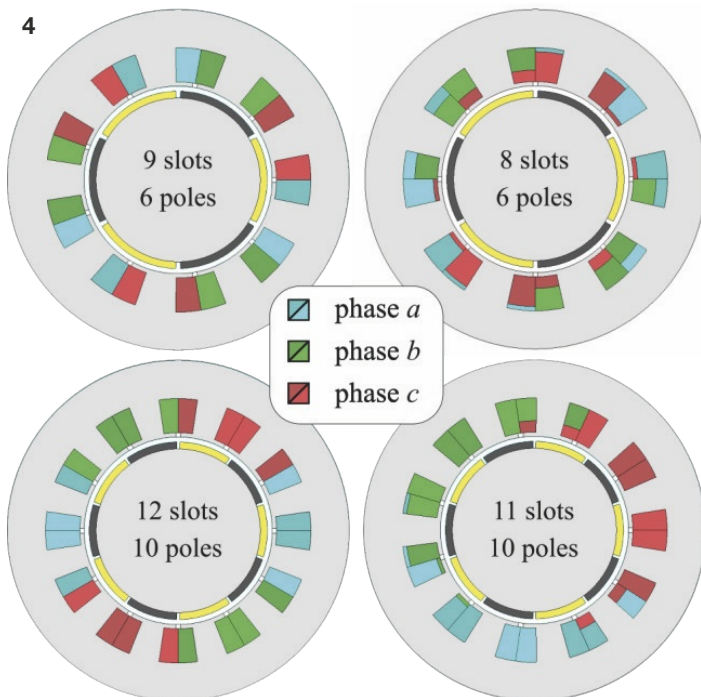 4
9 slots
6 poles
8 slots
6 poles
phase a
phase b
phase c
12 slots
10 poles
11 slots
10 poles